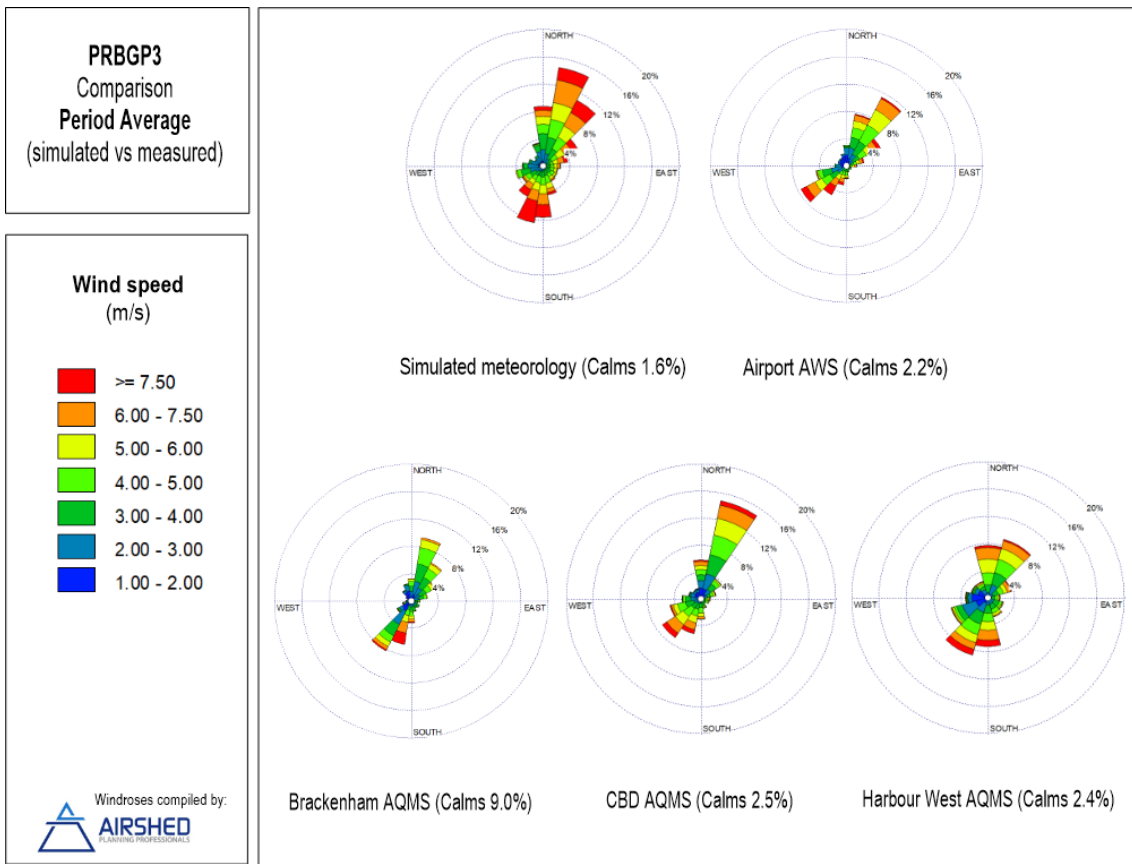 PRBGP3
Comparison
Period Average
(simulated vs measured)
Wind speed
(m/s)
>= 7.50
6.00 - 7.50
5.00 - 6.00
4.00 - 5.00
3.00 - 4.00
2.00 - 3.00
1.00 - 2.00
Windroses compiled by:
AIRSHED
PLANNING PROFESSIONALS
NORTH
20%
16%
12%
8%
4%
WEST
EAST
SOUTH
Simulated meteorology (Calms 1.6%)
NORTH
20%
16%
12%
8%
4%
WEST
EAST
SOUTH
Airport AWS (Calms 2.2%)
NORTH
20%
16%
12%
8%
4%
WEST
EAST
SOUTH
Brackenham AQMS (Calms 9.0%)
NORTH
20%
16%
12%
8%
4%
WEST
EAST
SOUTH
CBD AQMS (Calms 2.5%)
NORTH
20%
16%
12%
8%
4%
WEST
EAST
SOUTH
Harbour West AQMS (Calms 2.4%)